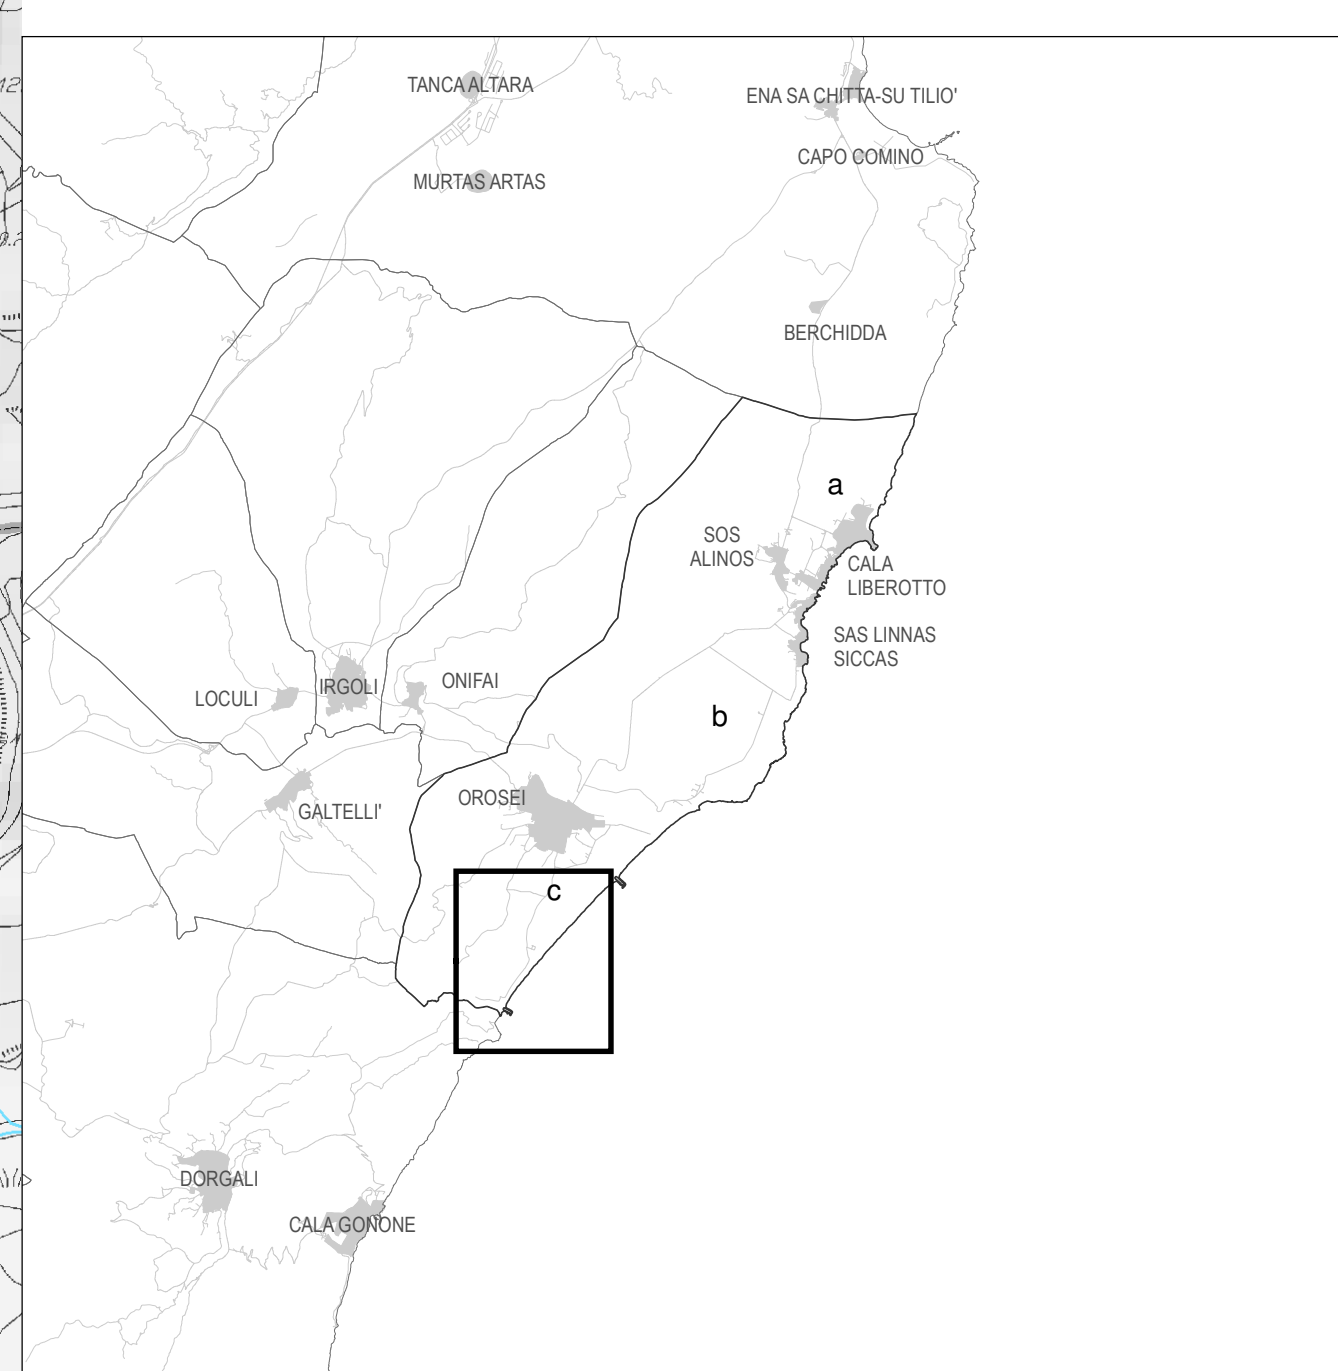 TANCA ALTARA
ENA SA CHITTA-SU TILIO'
CAPO COMINO
MURTAS ARTAS
BERCHIDDA
a
SOS
ALINOS
CALA
LIBEROTTO
SAS LINNAS
SICCAS
ONIFAI
IRGOLI
LOCULI
b
OROSEI
GALTELLI'
c
DORGALI
CALA GONONE